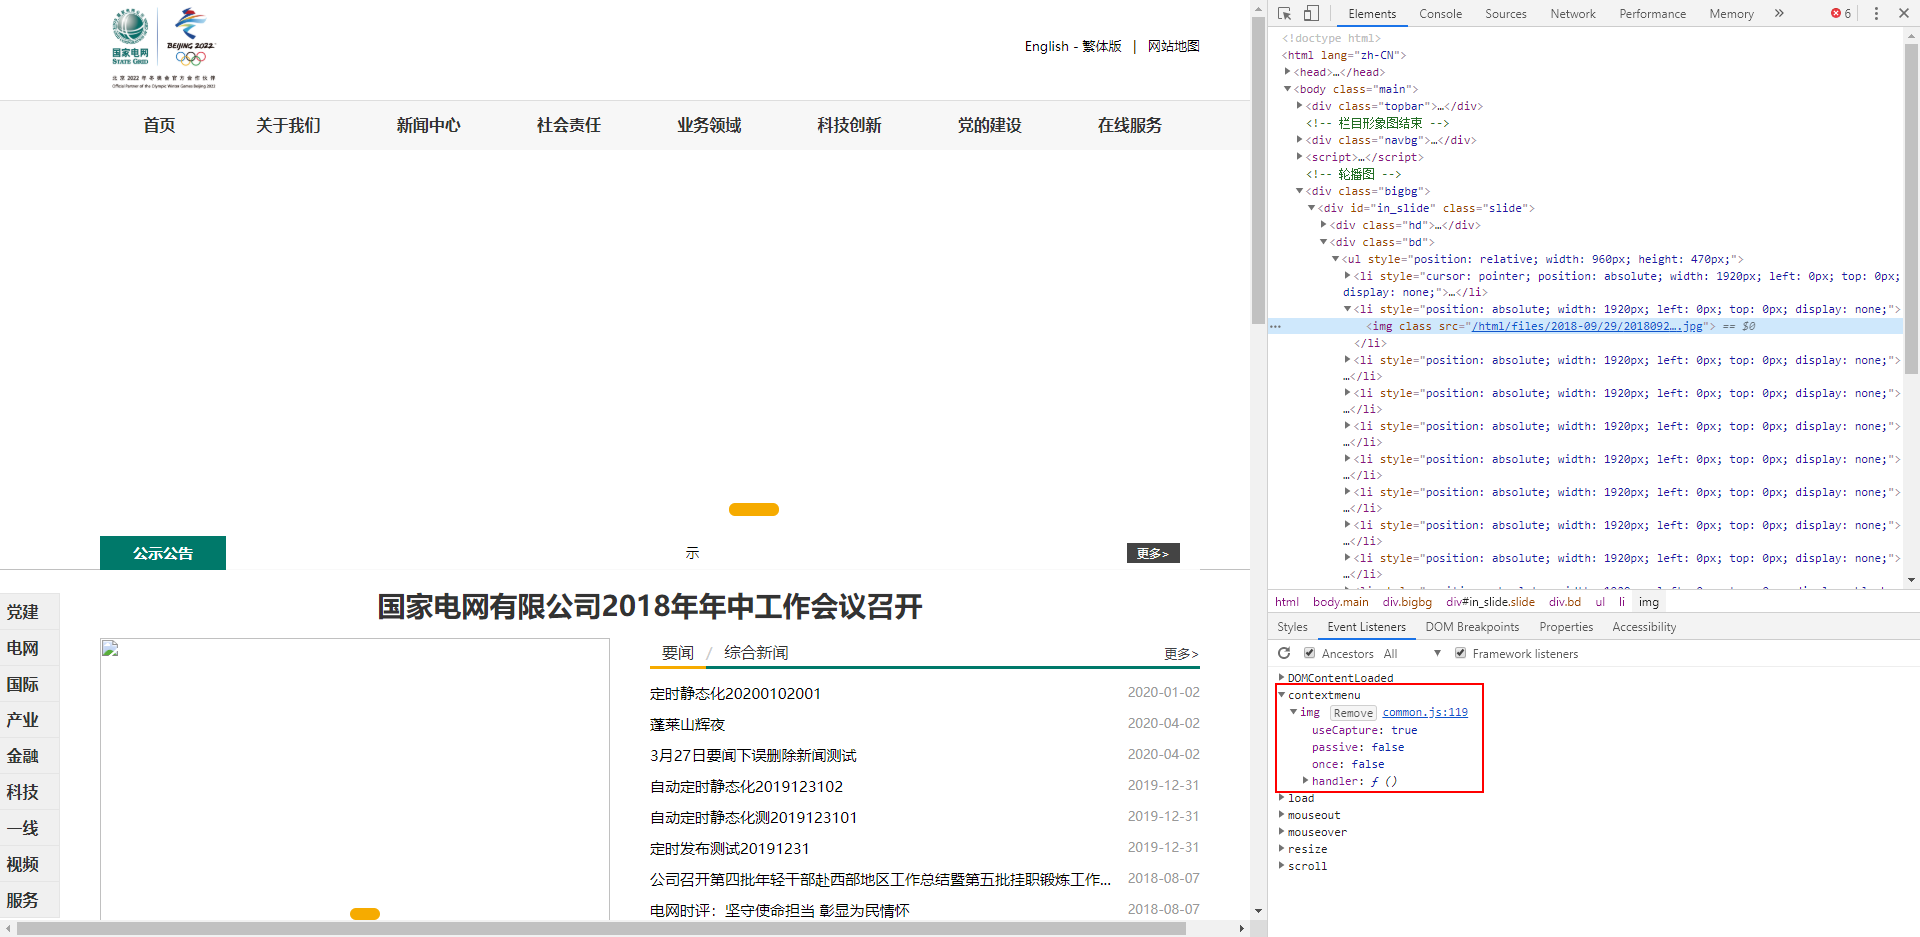 国家电网
STATE GRID
BEIJING 2022
北京2022年冬奥会官方合作伙伴
Official Partner of the Olympic Winter Games Beijing 2022
English - 繁体版 | 网站地图
首页 关于我们 新闻中心 社会责任 业务领域 科技创新 党的建设 在线服务
公示公告 示 更多>
党建
电网
国际
产业
金融
科技
一线
视频
服务
国家电网有限公司2018年年中工作会议召开
要闻 / 综合新闻 更多>
定时静态化20200102001 2020-01-02
蓬莱山辉夜 2020-04-02
3月27日要闻下误删除新闻测试 2020-04-02
自动定时静态化2019123102 2019-12-31
自动定时静态化测2019123101 2019-12-31
定时发布测试20191231 2019-12-31
公司召开第四批年轻干部赴西部地区工作总结暨第五批挂职锻炼工作... 2018-08-07
电网时评：坚守使命担当 彰显为民情怀 2018-08-07
Elements Console Sources Network Performance Memory » 6
<!doctype html>
<html lang="zh-CN">
<head>…</head>
<body class="main">
<div class="topbar">…</div>
<!-- 栏目形象图结束 -->
<div class="navbg">…</div>
<script>…</script>
<!-- 轮播图 -->
<div class="bigbg">
<div id="in_slide" class="slide">
<div class="hd">…</div>
<div class="bd">
<ul style="position: relative; width: 960px; height: 470px;">
<li style="cursor: pointer; position: absolute; width: 1920px; left: 0px; top: 0px;
display: none;">…</li>
<li style="position: absolute; width: 1920px; left: 0px; top: 0px; display: none;">
<img class src="/html/files/2018-09/29/2018092….jpg"> == $0
</li>
<li style="position: absolute; width: 1920px; left: 0px; top: 0px; display: none;">
…</li>
<li style="position: absolute; width: 1920px; left: 0px; top: 0px; display: none;">
…</li>
<li style="position: absolute; width: 1920px; left: 0px; top: 0px; display: none;">
…</li>
<li style="position: absolute; width: 1920px; left: 0px; top: 0px; display: none;">
…</li>
<li style="position: absolute; width: 1920px; left: 0px; top: 0px; display: none;">
…</li>
<li style="position: absolute; width: 1920px; left: 0px; top: 0px; display: none;">
…</li>
<li style="position: absolute; width: 1920px; left: 0px; top: 0px; display: none;">
…</li>
html body.main div.bigbg div#in_slide.slide div.bd ul li img
Styles Event Listeners DOM Breakpoints Properties Accessibility
Ancestors All Framework listeners
DOMContentLoaded
contextmenu
img Remove common.js:119
useCapture: true
passive: false
once: false
handler: ƒ ()
load
mouseout
mouseover
resize
scroll